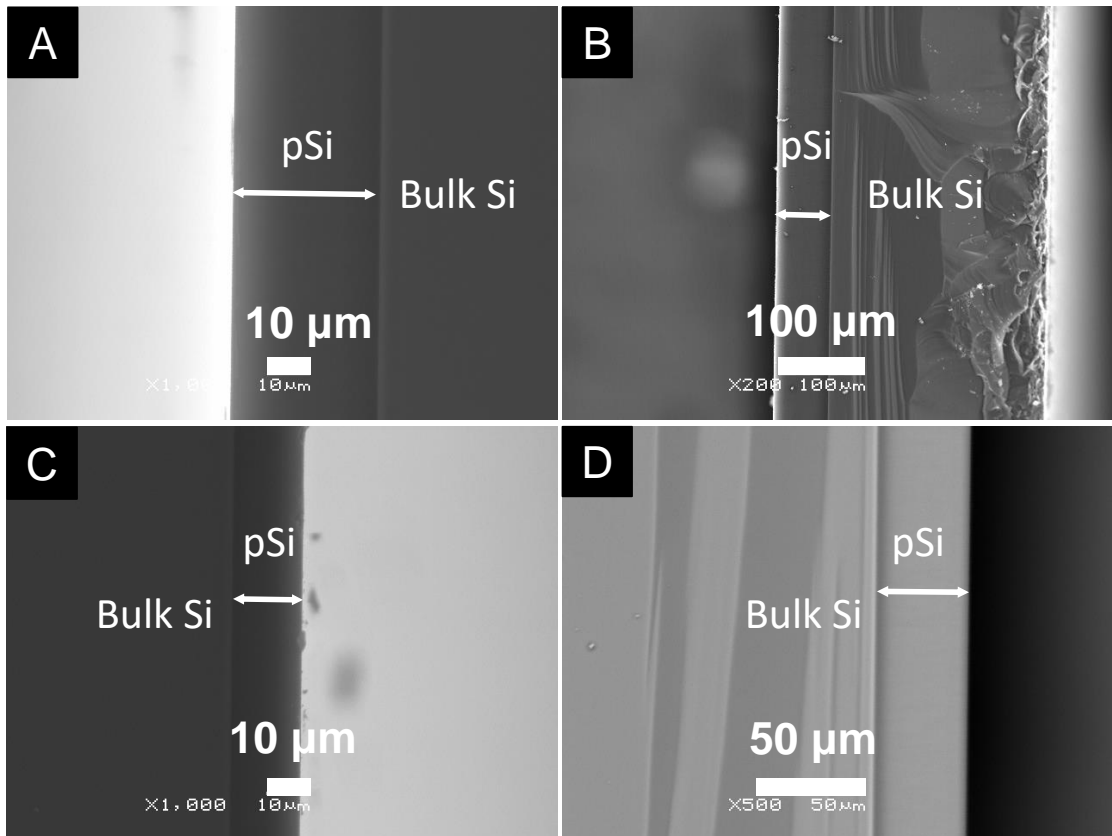 A
pSi
Bulk Si
10 µm
10µm
B
pSi
Bulk Si
100 µm
X200 100µm
C
pSi
Bulk Si
10 µm
X1,000 10µm
D
pSi
Bulk Si
50 µm
X500 50µm